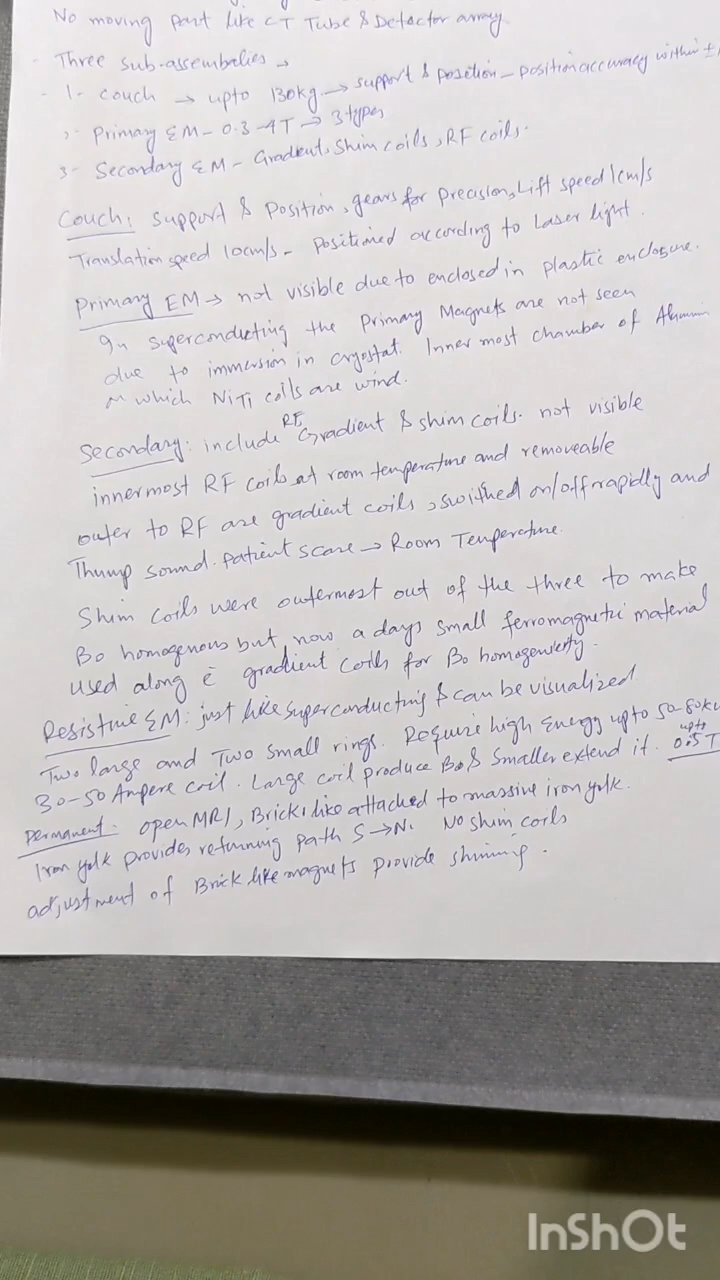 No moving part like CT Tube & Detector array
- Three sub-assembalies →
- 1- couch → upto 130kg → support & position - position accuracy within ±
2- Primary EM - 0.3-4T → 3 types
3- Secondary EM - Gradient, Shim coils, RF coils.
Couch: support & position, gears for precision, Lift speed 1cm/s
Translation speed 10cm/s - positioned according to Laser light.
Primary EM → not visible due to enclosed in plastic enclosure.
In superconducting the Primary Magnets are not seen
due to immersion in cryostat. Inner most chamber of
on which NiTi coils are wind.
Secondary: include RF Gradient & shim coils. not visible
innermost RF coils at room temperature and removeable
outer to RF are gradient coils, swithed on/off rapidly and
Thump sound. patient scare → Room Temperature
Shim coils were outermost out of the three to make
Bo homogenous but now a days small ferromagnetic material
used along c̄ gradient coils for Bo homogeneity.
Resistive EM: just like superconducting & can be visualized
Two large and Two small rings. Require high Energy upto 50-80kw
30-50 Ampere coil. Large coil produce Bo & smaller extend it. upto 0.5T
permanent: open MRI, Bricks like attached to massive iron yolk.
Iron yolk provides returning path S→N. No shim coils
adjustment of Brick like magnets provide shiming.
InShOt